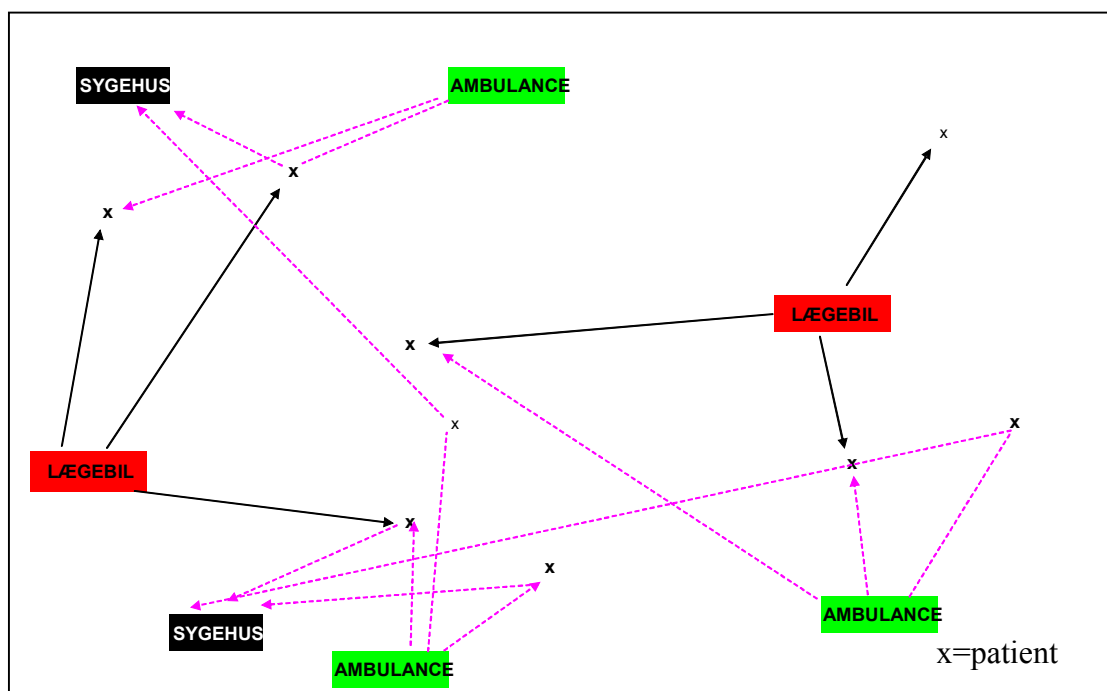 SYGEHUS
AMBULANCE
x
x
x
LÆGEBIL
x
x
x
LÆGEBIL
x
x
x
AMBULANCE
SYGEHUS
AMBULANCE
x=patient